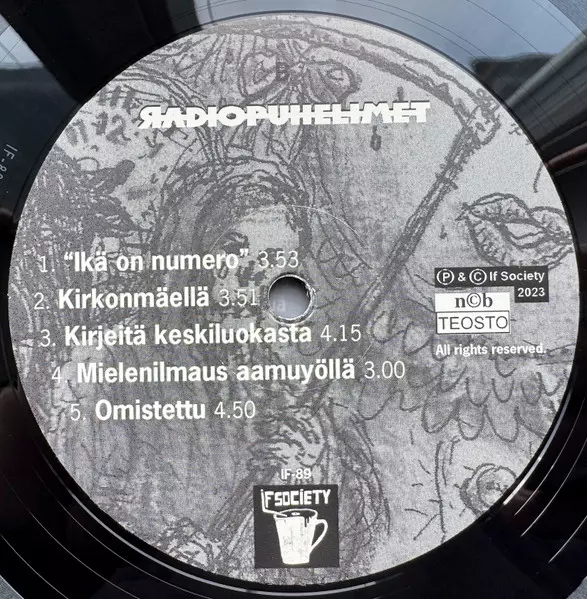 B
RADIOPUHELIMET
1. "Ikä on numero" 3.53
2. Kirkonmäellä 3.51
3. Kirjeitä keskiluokasta 4.15
4. Mielenilmaus aamuyöllä 3.00
5. Omistettu 4.50
Ⓟ & Ⓒ If Society
2023
n©b
TEOSTO
All rights reserved.
IF-89
iF SOCIETY